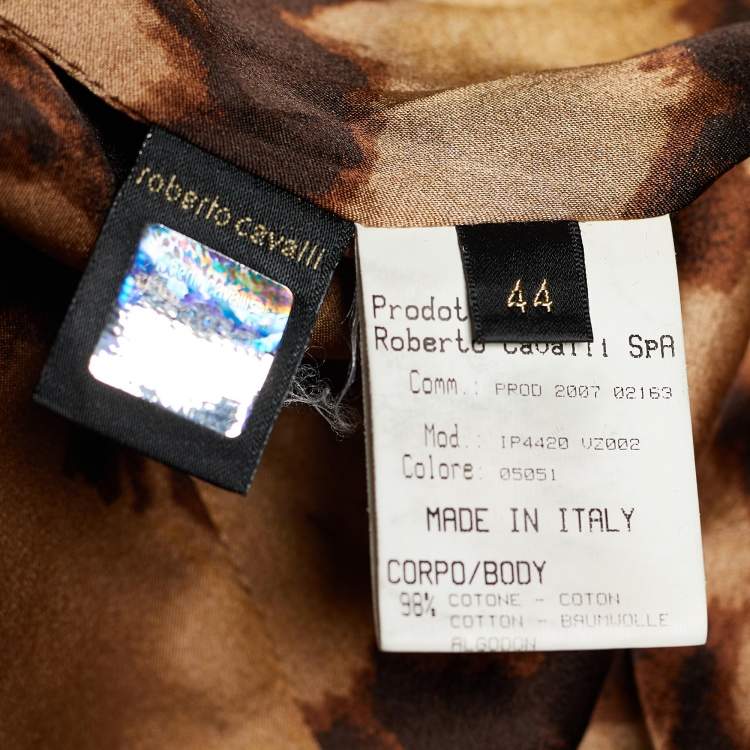 roberto cavalli
44
Prodot
Roberto Cavalli SpA
Comm.: PROD 2007 02163
Mod.: IP4420 VZ002
Colore: 05051
MADE IN ITALY
CORPO/BODY
98% COTONE - COTON
COTTON - BAUMWOLLE
ALGODON